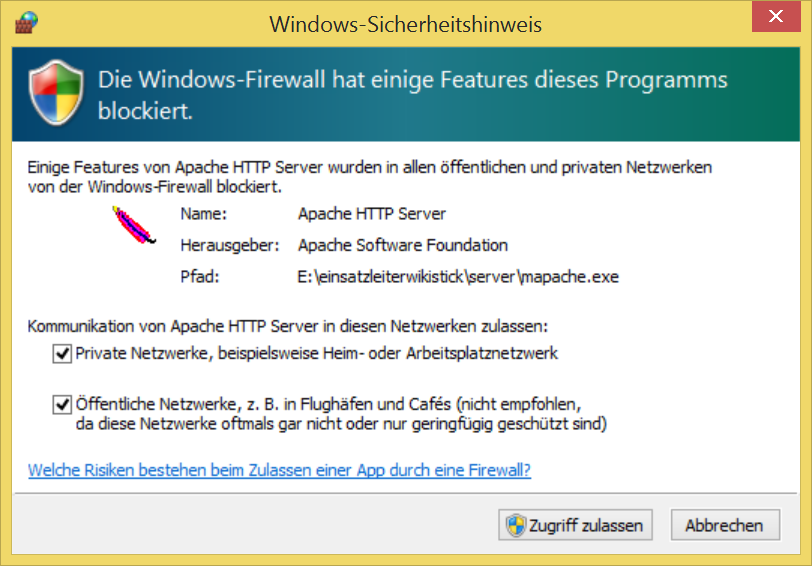 Windows-Sicherheitshinweis
Die Windows-Firewall hat einige Features dieses Programms
blockiert.
Einige Features von Apache HTTP Server wurden in allen öffentlichen und privaten Netzwerken
von der Windows-Firewall blockiert.
Name: Apache HTTP Server
Herausgeber: Apache Software Foundation
Pfad: E:\einsatzleiterwikistick\server\mapache.exe
Kommunikation von Apache HTTP Server in diesen Netzwerken zulassen:
Private Netzwerke, beispielsweise Heim- oder Arbeitsplatznetzwerk
Öffentliche Netzwerke, z. B. in Flughäfen und Cafés (nicht empfohlen,
da diese Netzwerke oftmals gar nicht oder nur geringfügig geschützt sind)
Welche Risiken bestehen beim Zulassen einer App durch eine Firewall?
Zugriff zulassen Abbrechen